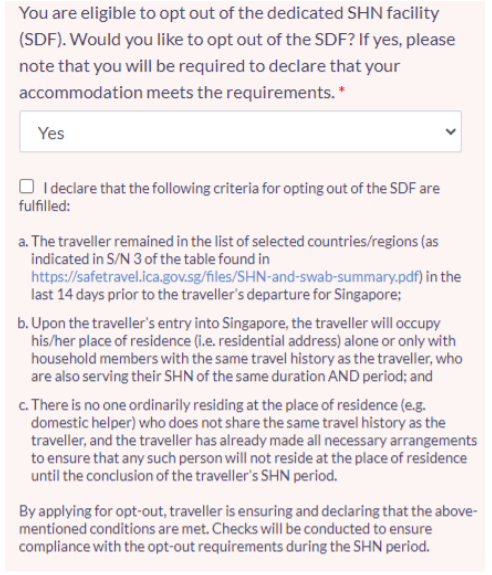 You are eligible to opt out of the dedicated SHN facility
(SDF). Would you like to opt out of the SDF? If yes, please
note that you will be required to declare that your
accommodation meets the requirements. *
Yes
I declare that the following criteria for opting out of the SDF are
fulfilled:
a. The traveller remained in the list of selected countries/regions (as
indicated in S/N 3 of the table found in
https://safetravel.ica.gov.sg/files/SHN-and-swab-summary.pdf) in the
last 14 days prior to the traveller's departure for Singapore;
b. Upon the traveller's entry into Singapore, the traveller will occupy
his/her place of residence (i.e. residential address) alone or only with
household members with the same travel history as the traveller, who
are also serving their SHN of the same duration AND period; and
c. There is no one ordinarily residing at the place of residence (e.g.
domestic helper) who does not share the same travel history as the
traveller, and the traveller has already made all necessary arrangements
to ensure that any such person will not reside at the place of residence
until the conclusion of the traveller's SHN period.
By applying for opt-out, traveller is ensuring and declaring that the above-
mentioned conditions are met. Checks will be conducted to ensure
compliance with the opt-out requirements during the SHN period.